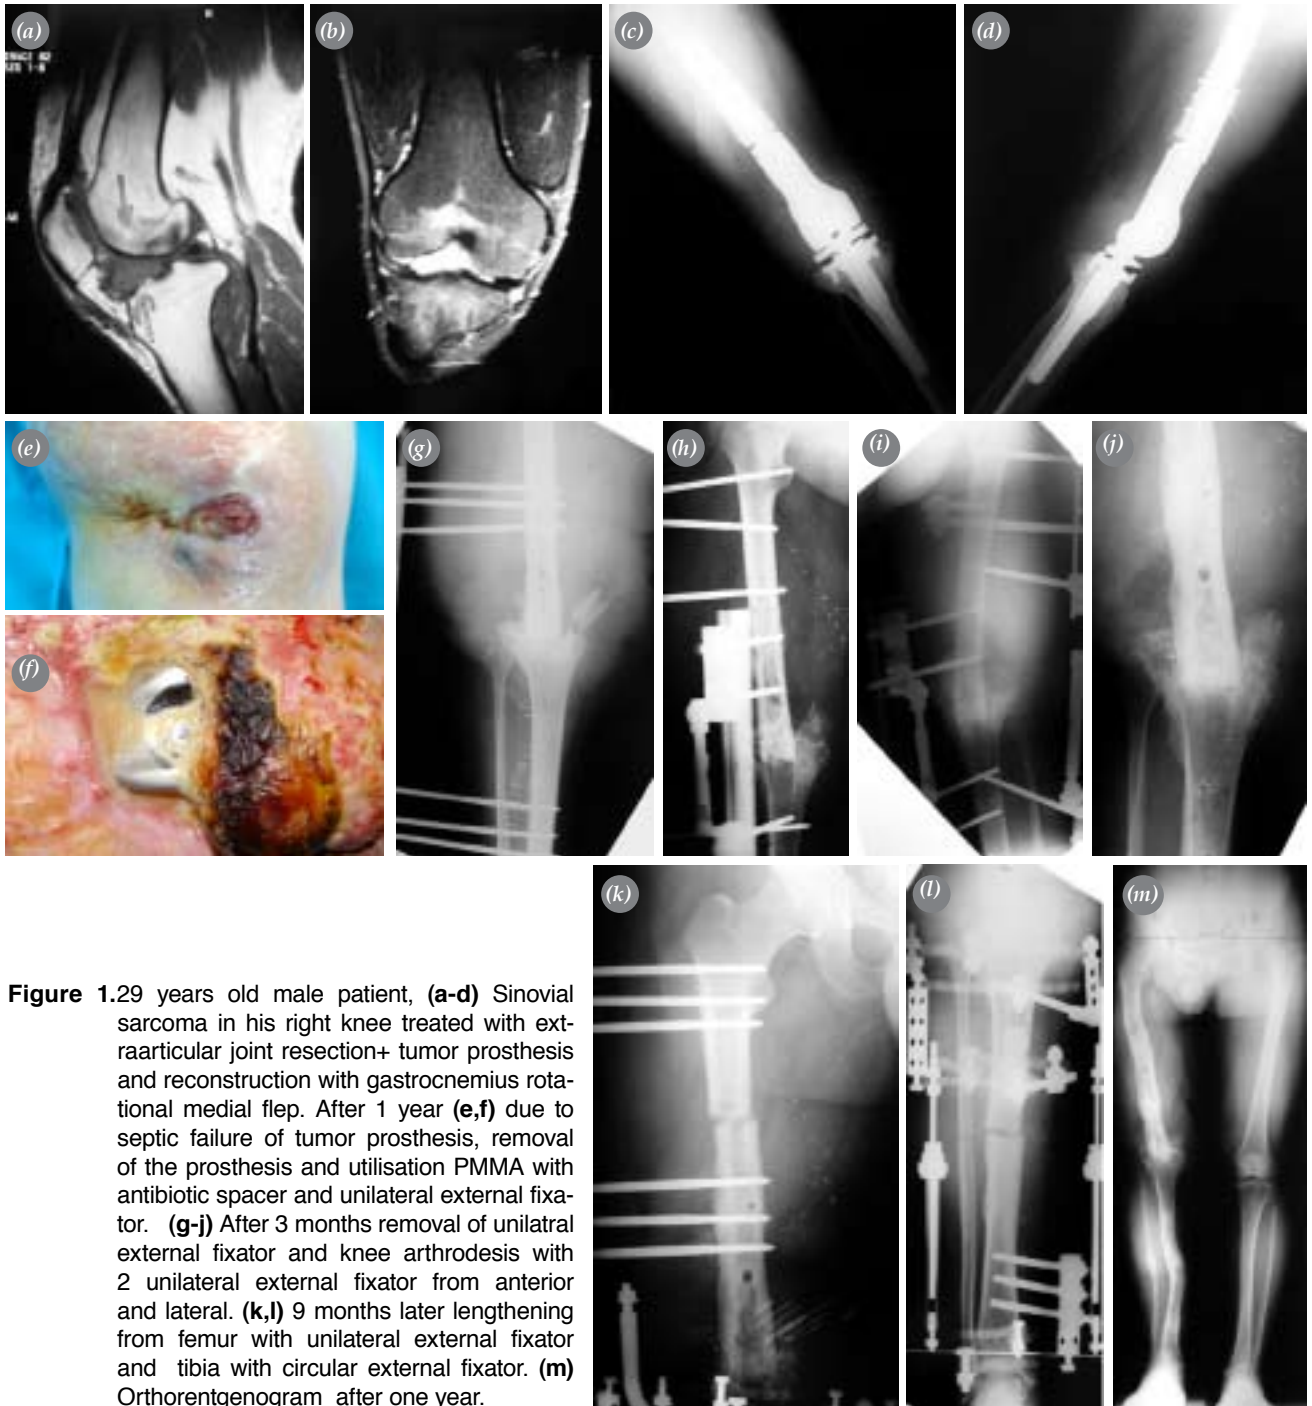 (a)
(b)
(c)
(d)
(e)
(f)
(g)
(h)
(i)
(j)
(k)
(l)
(m)
Figure 1.29 years old male patient, (a-d) Sinovial
sarcoma in his right knee treated with ext-
raarticular joint resection+ tumor prosthesis
and reconstruction with gastrocnemius rota-
tional medial flep. After 1 year (e,f) due to
septic failure of tumor prosthesis, removal
of the prosthesis and utilisation PMMA with
antibiotic spacer and unilateral external fixa-
tor. (g-j) After 3 months removal of unilatral
external fixator and knee arthrodesis with
2 unilateral external fixator from anterior
and lateral. (k,l) 9 months later lengthening
from femur with unilateral external fixator
and tibia with circular external fixator. (m)
Orthorentgenogram after one year.